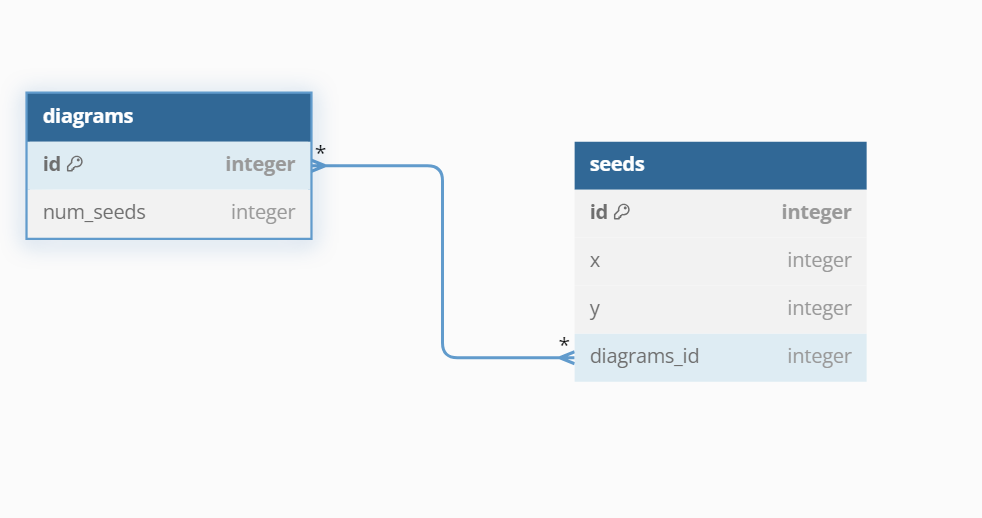 diagrams
id integer
num_seeds integer
*
*
seeds
id integer
x integer
y integer
diagrams_id integer